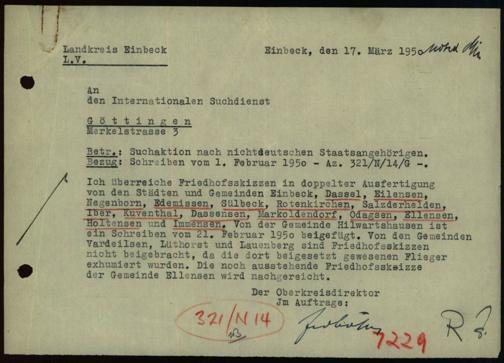 Landkreis Einbeck
L.V.
Einbeck, den 17. März 1950
An
den Internationalen Suchdienst
Göttingen
Merkelstrasse 3
Betr.: Suchaktion nach nichtdeutschen Staatsangehörigen.
Bezug: Schreiben vom 1. Februar 1950 - Az. 321/N/14/G -.
Ich überreiche Friedhofsskizzen in doppelter Ausfertigung
von den Städten und Gemeinden Einbeck, Dassel, Eilensen,
Negenborn, Edemissen, Sülbeck, Rotenkirchen, Salzderhelden,
Iber, Kuventhal, Dassensen, Markoldendorf, Odagsen, Ellensen,
Holtensen und Immensen. Von der Gemeinde Hilwartshausen ist
ein Schreiben vom 21. Februar 1950 beigefügt. Von den Gemeinden
Vardeilsen, Lüthorst und Lauenberg sind Friedhofsskizzen
nicht beigebracht, da die dort beigesetzt gewesenen Flieger
exhumiert wurden. Die noch ausstehende Friedhofsskizze
der Gemeinde Ellensen wird nachgereicht.
Der Oberkreisdirektor
Jm Auftrage:
321/N 14
7229
R